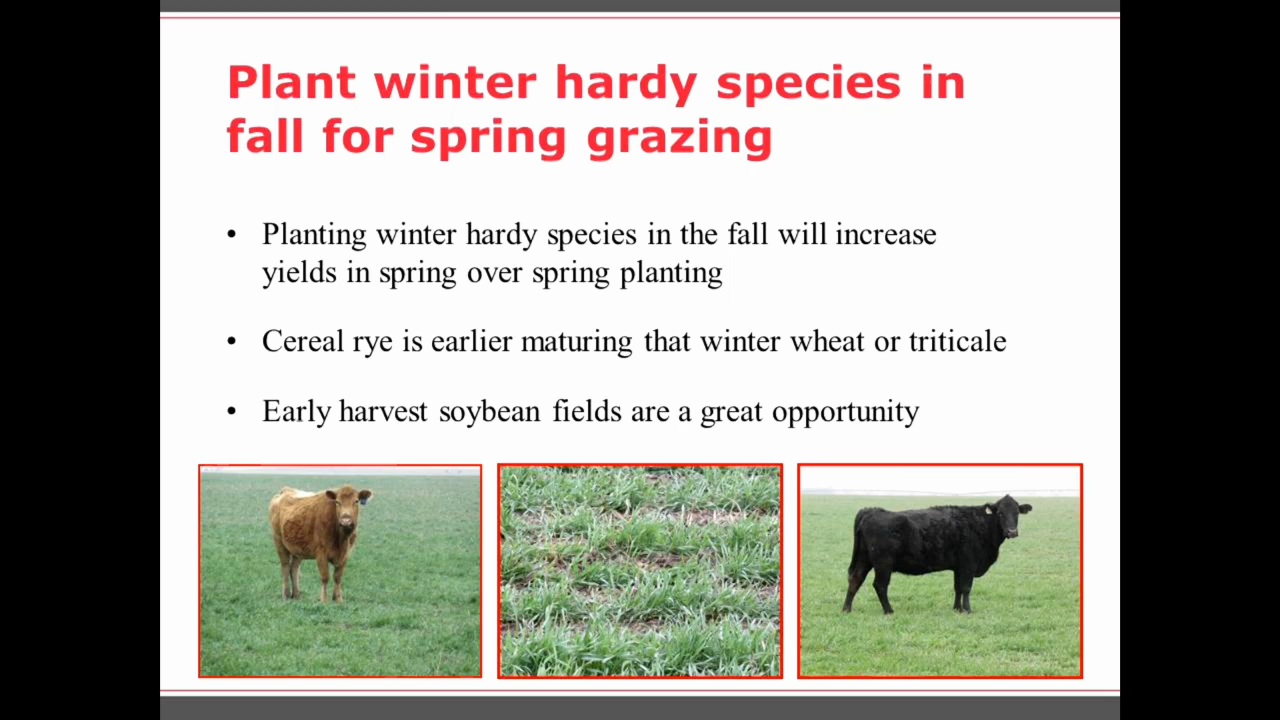 Plant winter hardy species in
fall for spring grazing
• Planting winter hardy species in the fall will increase
yields in spring over spring planting
• Cereal rye is earlier maturing that winter wheat or triticale
• Early harvest soybean fields are a great opportunity